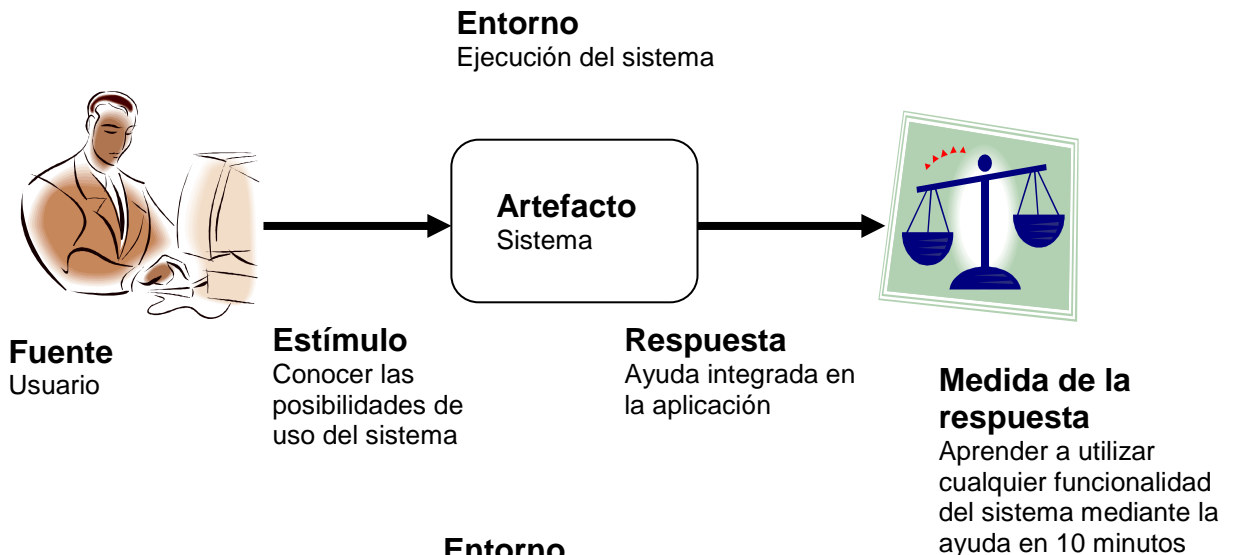 Entorno
Ejecución del sistema
Artefacto
Sistema
Fuente
Usuario
Estímulo
Conocer las
posibilidades de
uso del sistema
Respuesta
Ayuda integrada en
la aplicación
Medida de la
respuesta
Aprender a utilizar
cualquier funcionalidad
del sistema mediante la
ayuda en 10 minutos
Entorno